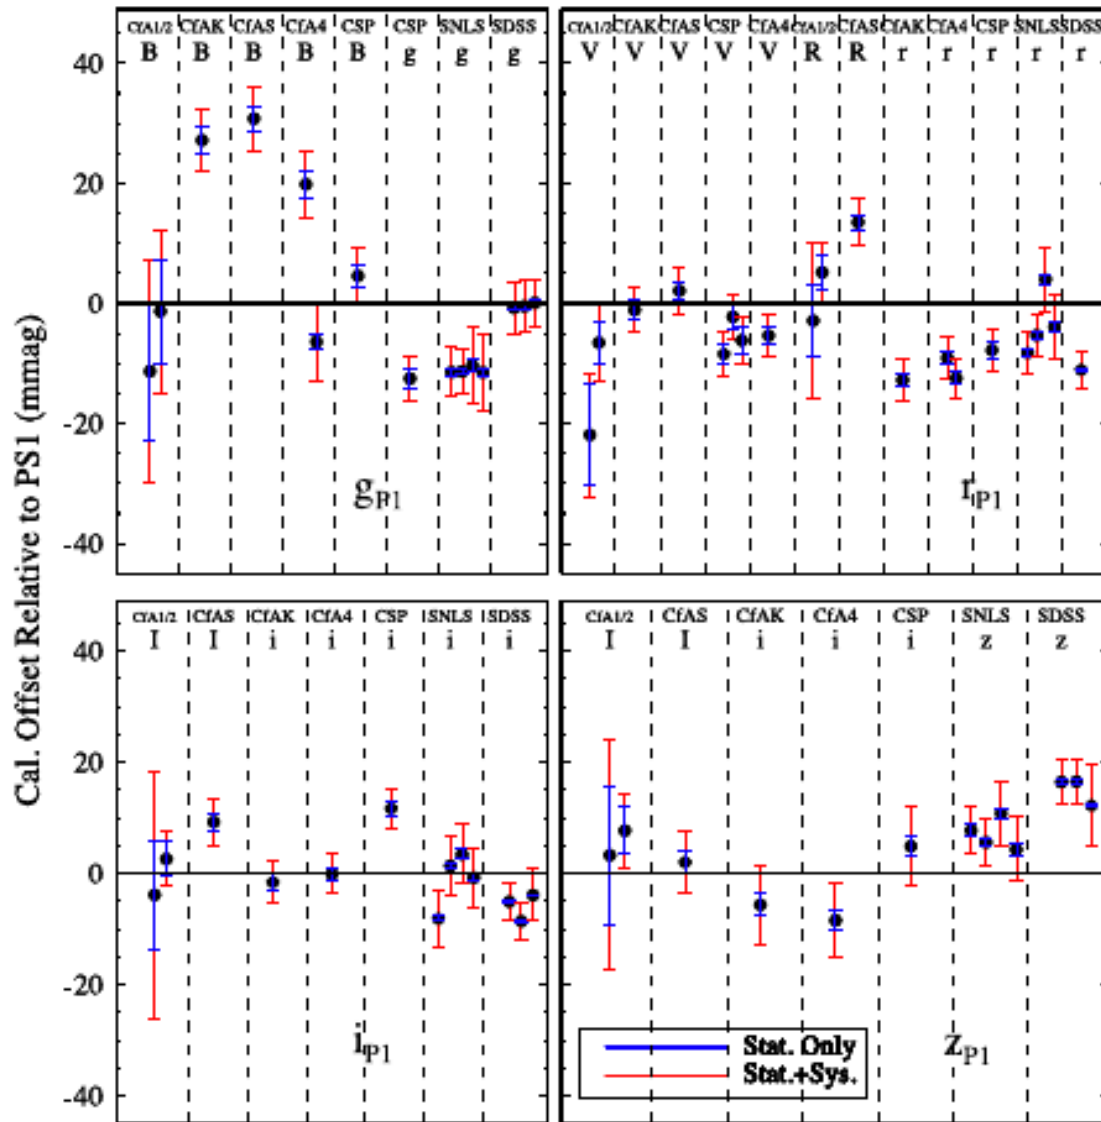 CfA1/2 CfAK CfAS CfA4 CSP CSP SNLS SDSS
B B B B B g g g
CfA1/2 CfAK CfAS CSP CfA4 CfA1/2 CfAS CfAK CfA4 CSP SNLS SDSS
V V V V V R R r r r r r
40
20
0
-20
-40
gP1
rP1
Cal. Offset Relative to PS1 (mmag)
CfA1/2 CfAS CfAK CfA4 CSP SNLS SDSS
I I i i i i i
CfA1/2 CfAS CfAK CfA4 CSP SNLS SDSS
I I i i i z z
40
20
0
-20
-40
iP1
zP1
Stat. Only
Stat.+Sys.